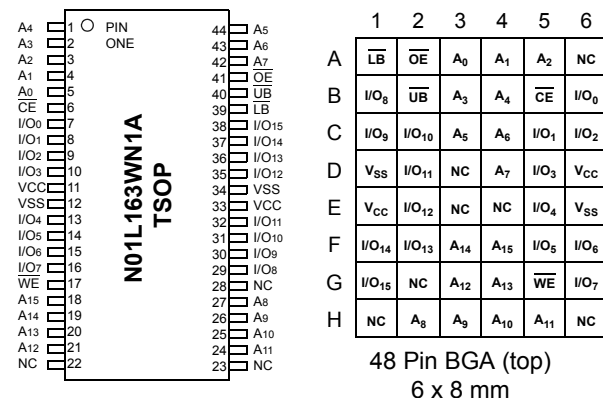 A4 1 PIN 44 A5
A3 2 ONE 43 A6
A2 3 42 A7
A1 4 41 OE
A0 5 40 UB
CE 6 39 LB
I/O0 7 38 I/O15
I/O1 8 37 I/O14
I/O2 9 36 I/O13
I/O3 10 35 I/O12
VCC 11 34 VSS
VSS 12 33 VCC
I/O4 13 32 I/O11
I/O5 14 31 I/O10
I/O6 15 30 I/O9
I/O7 16 29 I/O8
WE 17 28 NC
A15 18 27 A8
A14 19 26 A9
A13 20 25 A10
A12 21 24 A11
NC 22 23 NC
N01L163WN1A
TSOP
1 2 3 4 5 6
A LB OE A0 A1 A2 NC
B I/O8 UB A3 A4 CE I/O0
C I/O9 I/O10 A5 A6 I/O1 I/O2
D VSS I/O11 NC A7 I/O3 VCC
E VCC I/O12 NC NC I/O4 VSS
F I/O14 I/O13 A14 A15 I/O5 I/O6
G I/O15 NC A12 A13 WE I/O7
H NC A8 A9 A10 A11 NC
48 Pin BGA (top)
6 x 8 mm